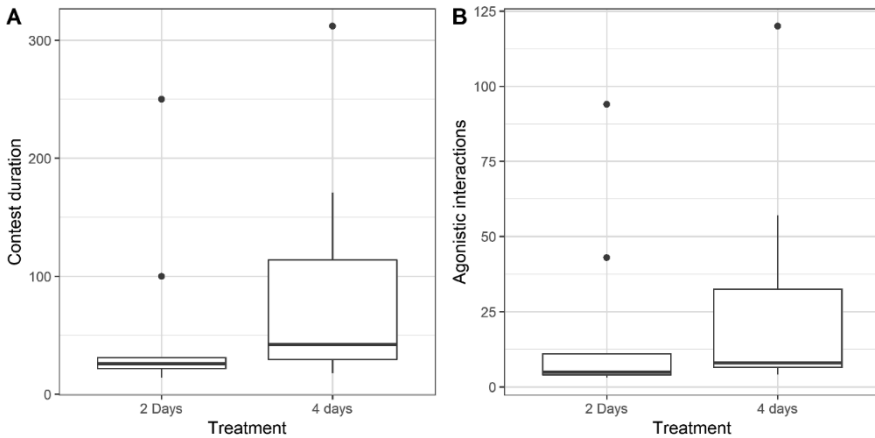 A
Contest duration
300
200
100
0
2 Days
4 days
Treatment
B
Agonistic interactions
125
100
75
50
25
0
2 Days
4 days
Treatment